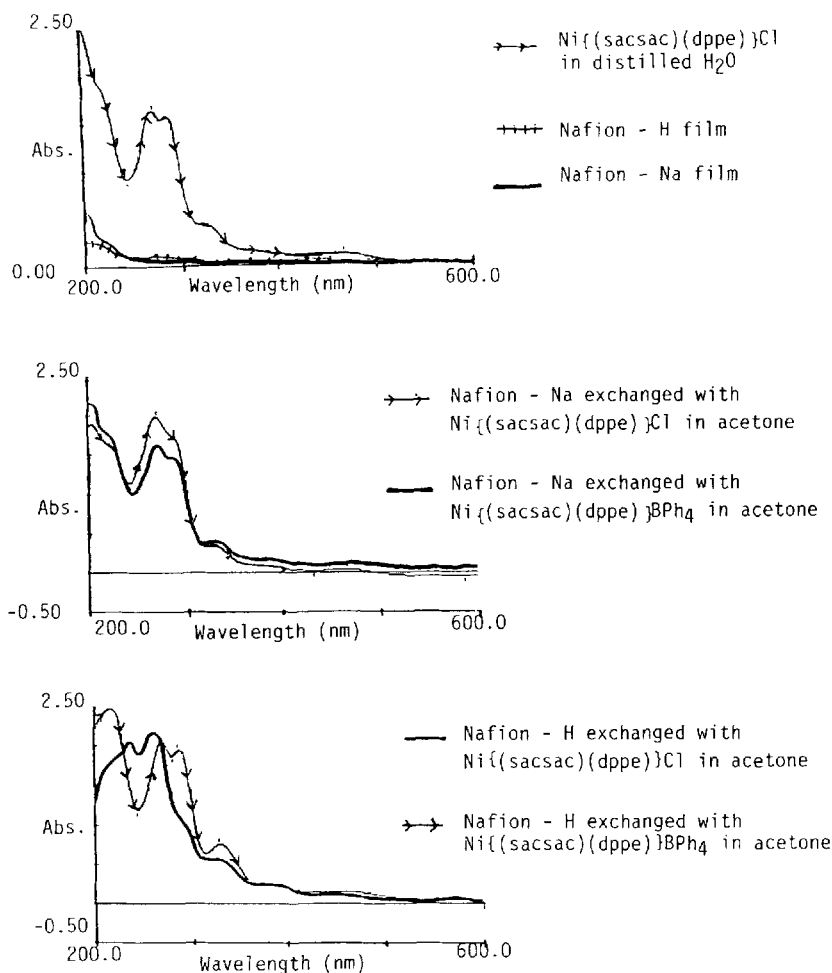 2.50
Abs.
0.00
200.0
Wavelength (nm)
600.0
Ni{(sacsac)(dppe)}Cl
in distilled H2O
Nafion - H film
Nafion - Na film
2.50
Abs.
-0.50
200.0
Wavelength (nm)
600.0
Nafion - Na exchanged with
Ni{(sacsac)(dppe)}Cl in acetone
Nafion - Na exchanged with
Ni{(sacsac)(dppe)}BPh4 in acetone
2.50
Abs.
-0.50
200.0
Wavelength (nm)
600.0
Nafion - H exchanged with
Ni{(sacsac)(dppe)}Cl in acetone
Nafion - H exchanged with
Ni{(sacsac)(dppe)}BPh4 in acetone